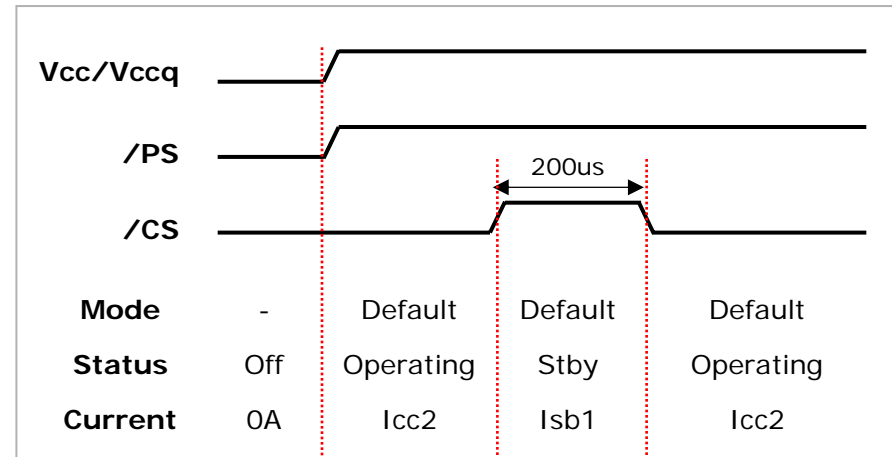 Vcc/Vccq
/PS
200us
/CS
Mode - Default Default Default
Status Off Operating Stby Operating
Current 0A Icc2 Isb1 Icc2